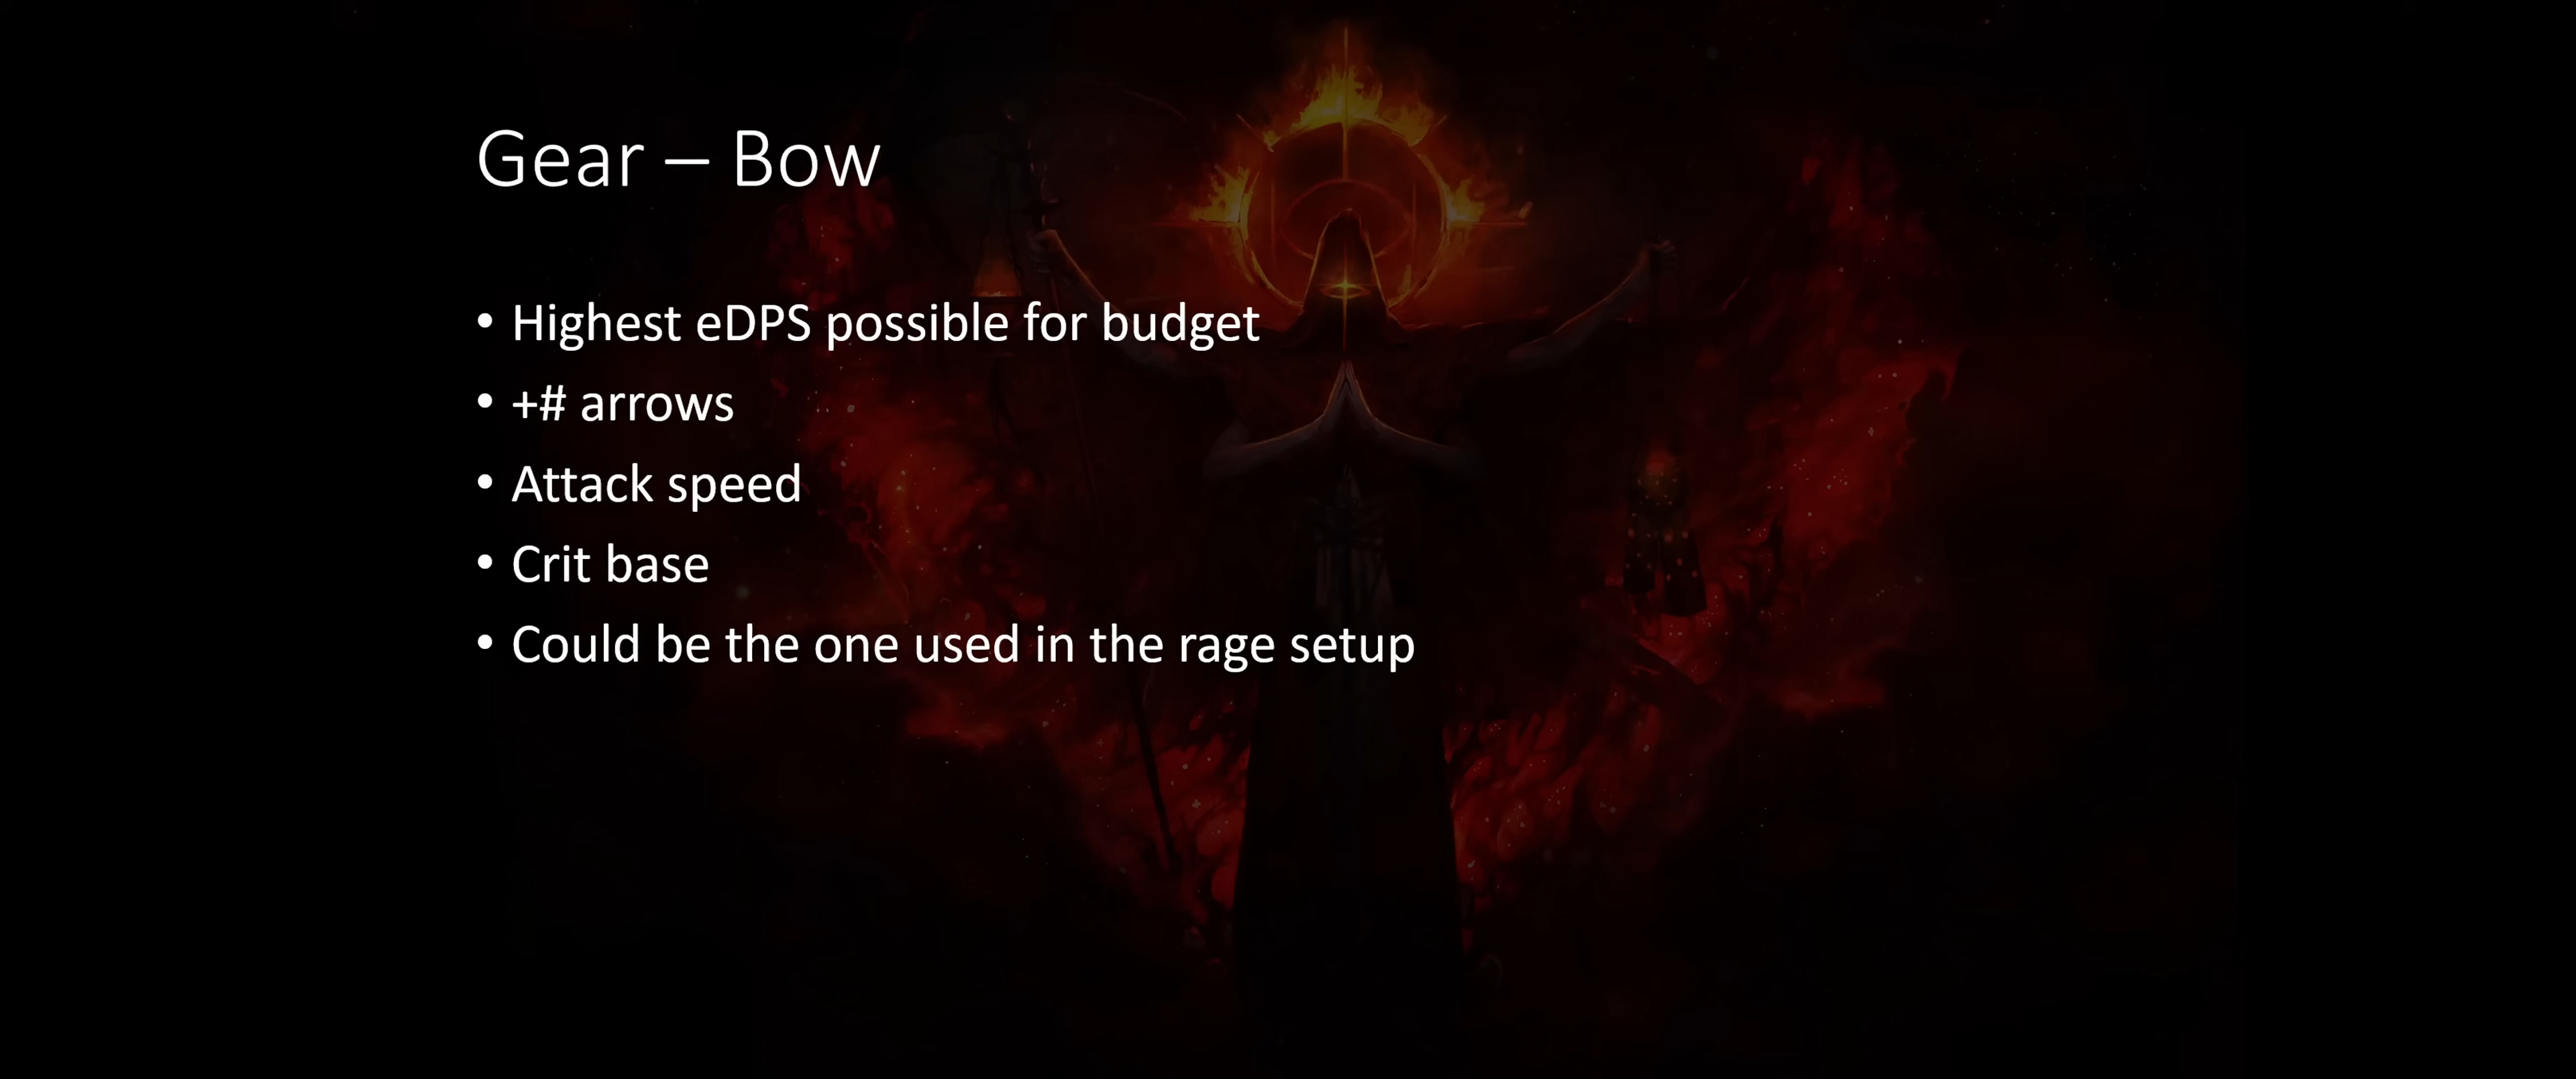 Gear – Bow
• Highest eDPS possible for budget
• +# arrows
• Attack speed
• Crit base
• Could be the one used in the rage setup